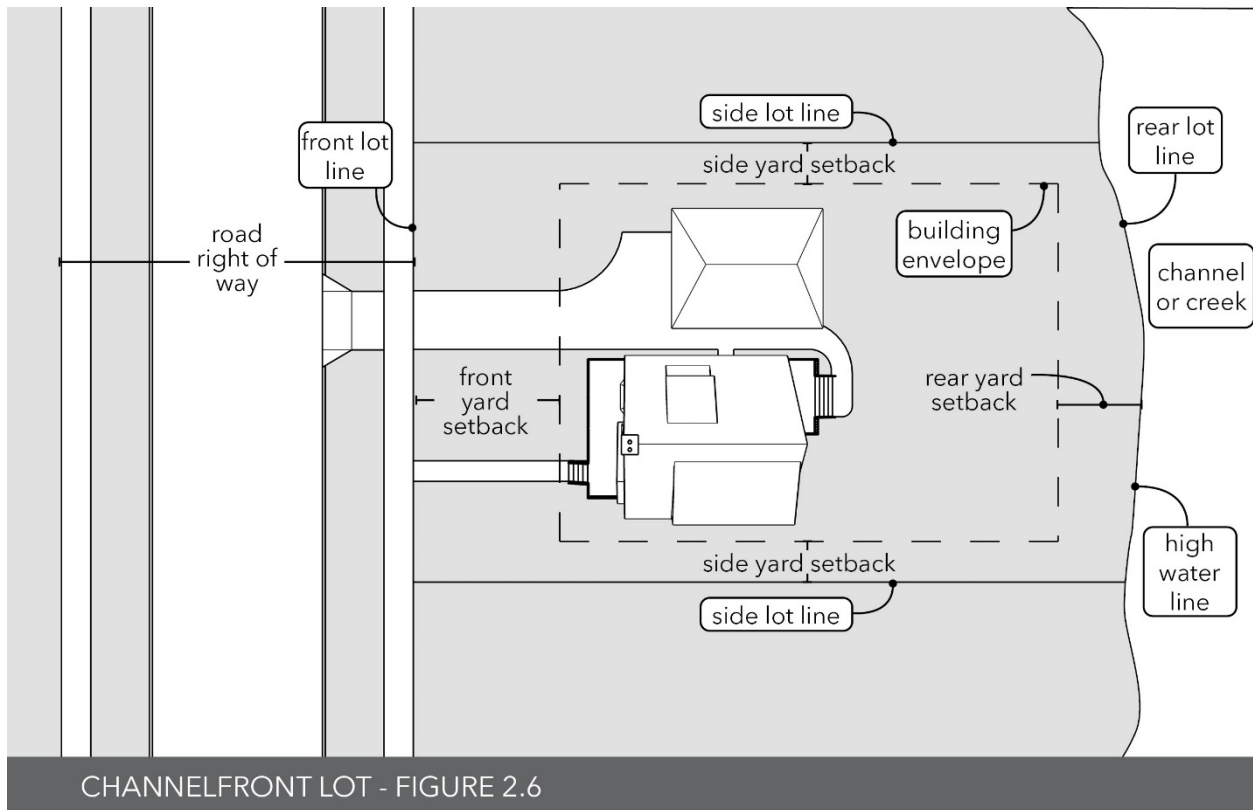 side lot line
front lot
line
side yard setback
rear lot
line
road
right of
way
building
envelope
channel
or creek
front
yard
setback
rear yard
setback
side yard setback
high
water
line
side lot line
CHANNELFRONT LOT - FIGURE 2.6